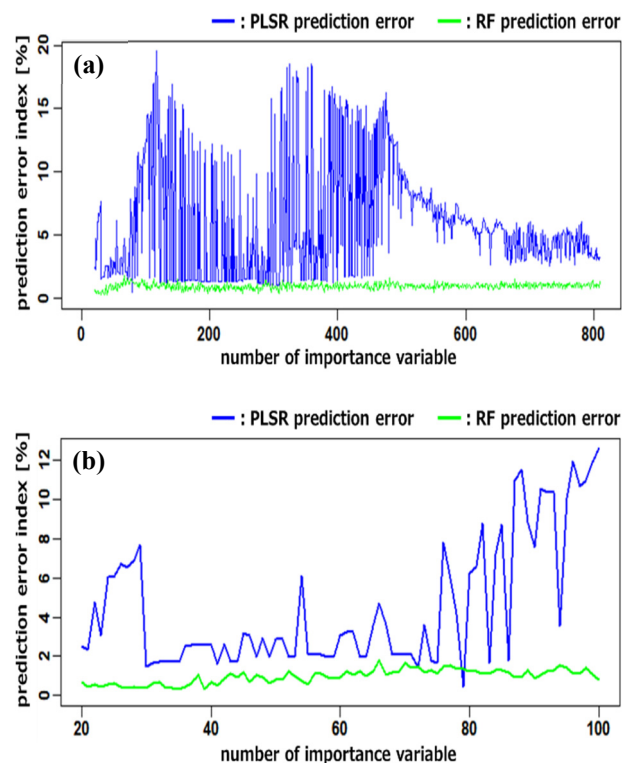 : PLSR prediction error : RF prediction error
(a)
prediction error index [%]
20
15
10
5
0
0 200 400 600 800
number of importance variable
: PLSR prediction error : RF prediction error
(b)
prediction error index [%]
12
10
8
6
4
2
0
20 40 60 80 100
number of importance variable